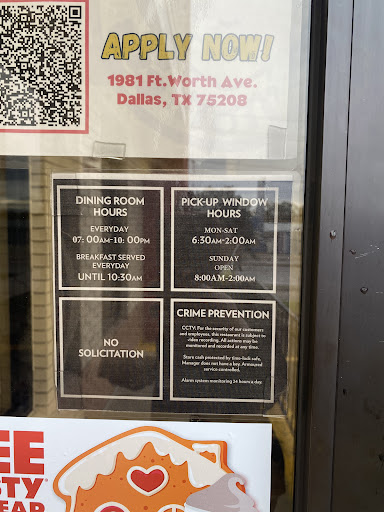 APPLY NOW!
1981 Ft.Worth Ave.
Dallas, TX 75208
DINING ROOM
HOURS
EVERYDAY
07: 00AM-10: 00PM
BREAKFAST SERVED
EVERYDAY
UNTIL 10:30AM
PICK-UP WINDOW
HOURS
MON-SAT
6:30AM-2:00AM
SUNDAY
OPEN
8:00AM-2:00AM
NO
SOLICITATION
CRIME PREVENTION
CCTV: For the security of our customers
and employees, this restaurant is subject to
video recording. All actions may be
monitored and recorded at any time.
Store cash protected by time-lock safe,
Manager does not have a key. Armoured
service controlled.
Alarm system monitoring 24 hours a day.
EE
STY
EAR